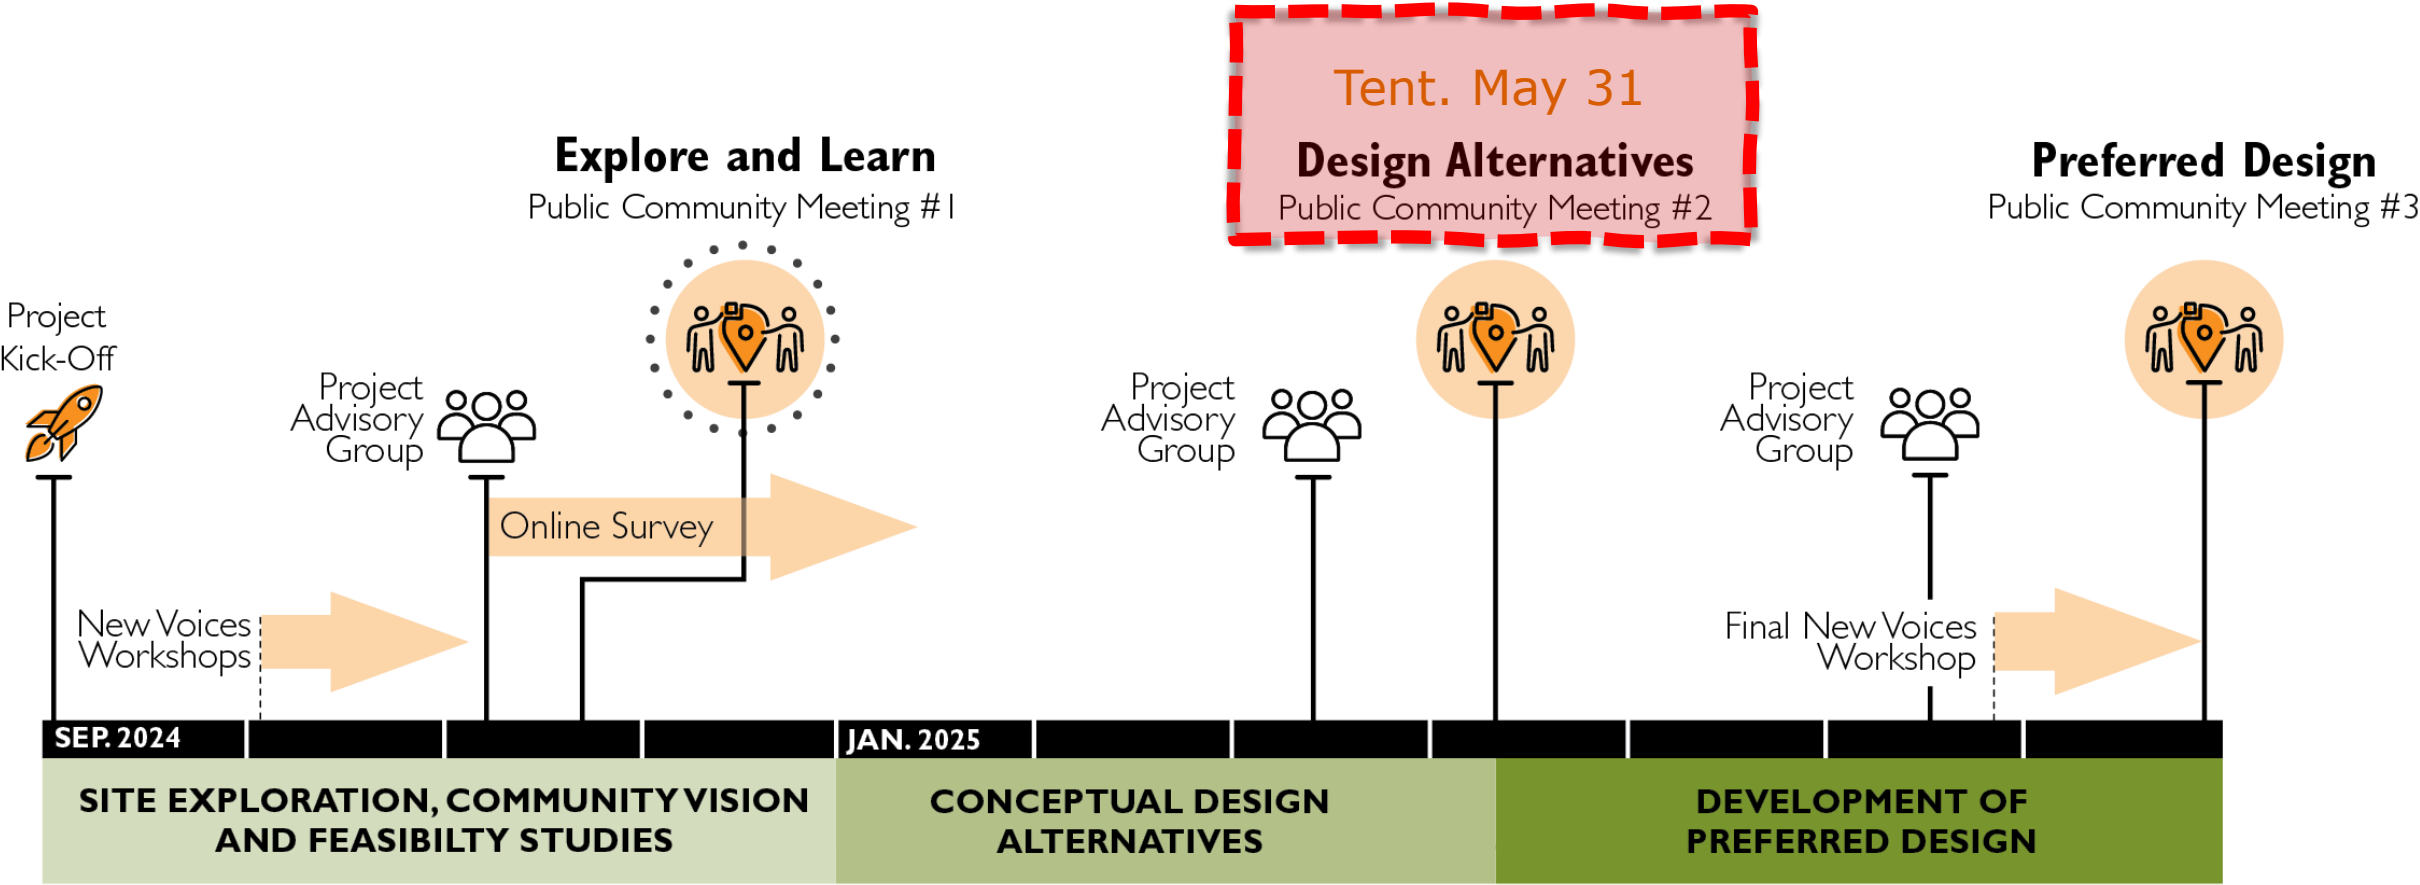 Tent. May 31
Explore and Learn
Public Community Meeting #1
Design Alternatives
Public Community Meeting #2
Preferred Design
Public Community Meeting #3
Project
Kick-Off
Project
Advisory
Group
Project
Advisory
Group
Project
Advisory
Group
Online Survey
New Voices
Workshops
Final New Voices
Workshop
SEP. 2024
JAN. 2025
SITE EXPLORATION, COMMUNITY VISION
AND FEASIBILTY STUDIES
CONCEPTUAL DESIGN
ALTERNATIVES
DEVELOPMENT OF
PREFERRED DESIGN